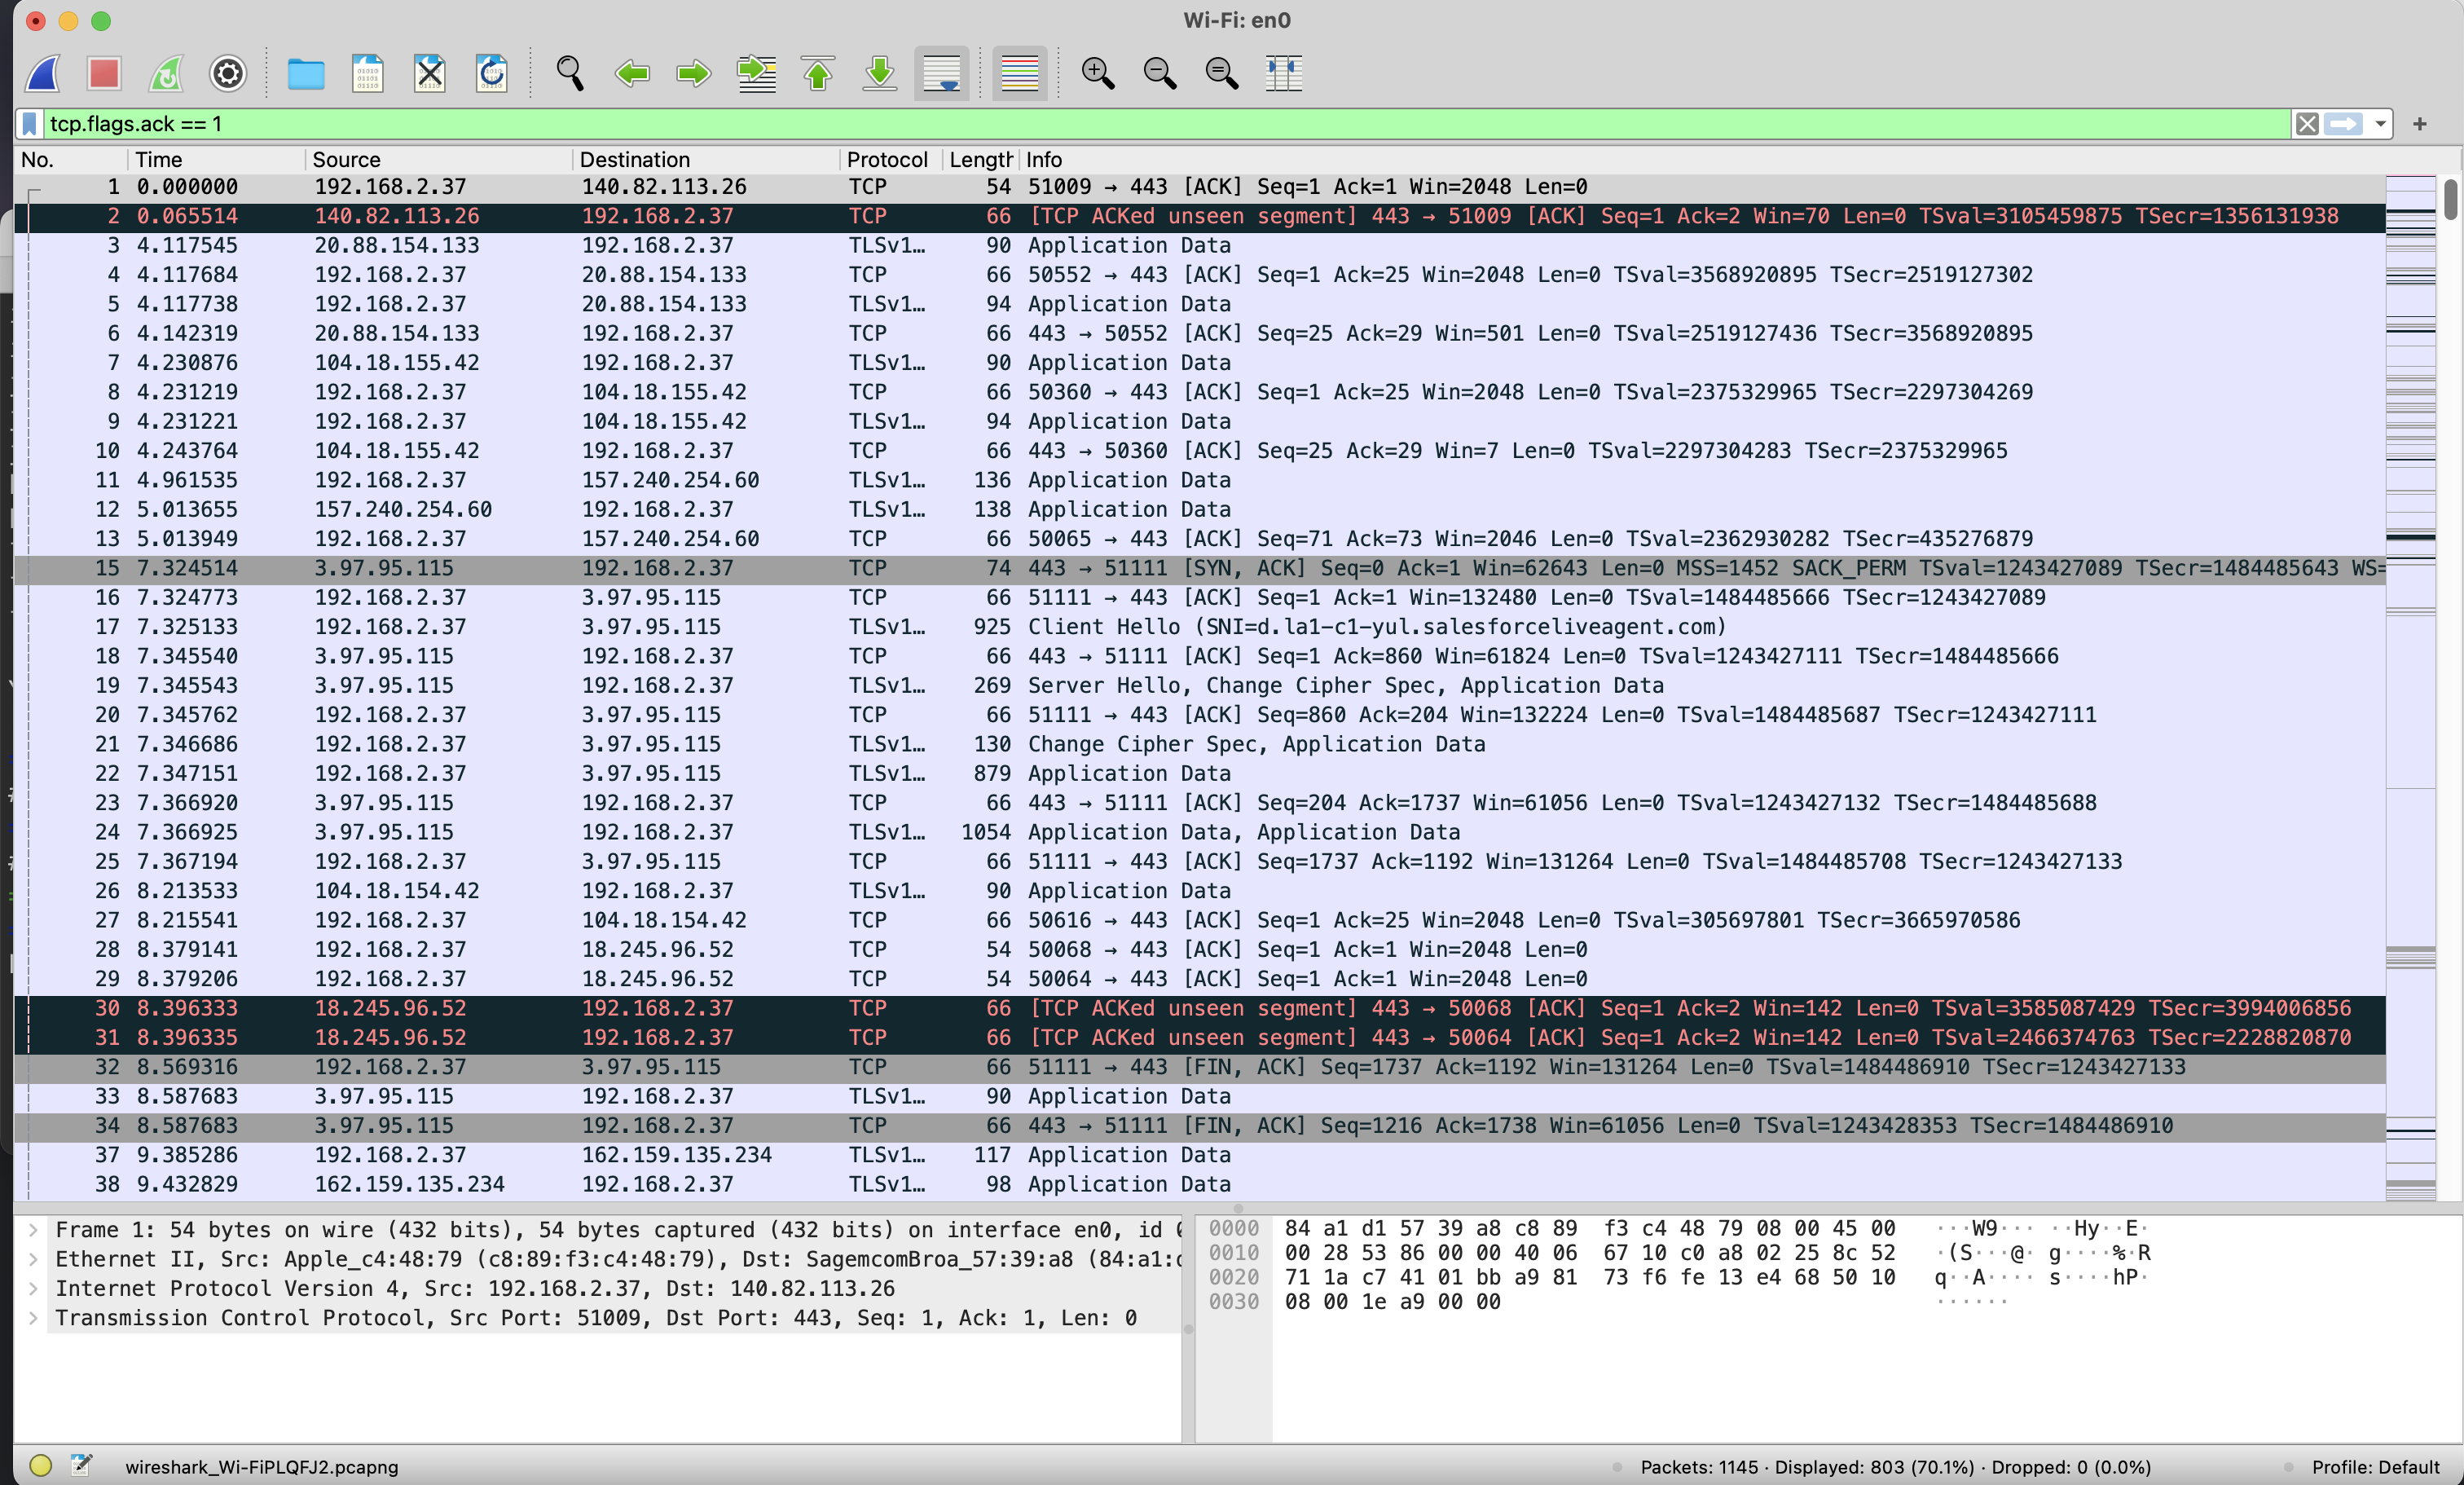 Wi-Fi: en0
tcp.flags.ack == 1
No. Time Source Destination Protocol Length Info
1 0.000000 192.168.2.37 140.82.113.26 TCP 54 51009 → 443 [ACK] Seq=1 Ack=1 Win=2048 Len=0
2 0.065514 140.82.113.26 192.168.2.37 TCP 66 [TCP ACKed unseen segment] 443 → 51009 [ACK] Seq=1 Ack=2 Win=70 Len=0 TSval=3105459875 TSecr=1356131938
3 4.117545 20.88.154.133 192.168.2.37 TLSv1… 90 Application Data
4 4.117684 192.168.2.37 20.88.154.133 TCP 66 50552 → 443 [ACK] Seq=1 Ack=25 Win=2048 Len=0 TSval=3568920895 TSecr=2519127302
5 4.117738 192.168.2.37 20.88.154.133 TLSv1… 94 Application Data
6 4.142319 20.88.154.133 192.168.2.37 TCP 66 443 → 50552 [ACK] Seq=25 Ack=29 Win=501 Len=0 TSval=2519127436 TSecr=3568920895
7 4.230876 104.18.155.42 192.168.2.37 TLSv1… 90 Application Data
8 4.231219 192.168.2.37 104.18.155.42 TCP 66 50360 → 443 [ACK] Seq=1 Ack=25 Win=2048 Len=0 TSval=2375329965 TSecr=2297304269
9 4.231221 192.168.2.37 104.18.155.42 TLSv1… 94 Application Data
10 4.243764 104.18.155.42 192.168.2.37 TCP 66 443 → 50360 [ACK] Seq=25 Ack=29 Win=7 Len=0 TSval=2297304283 TSecr=2375329965
11 4.961535 192.168.2.37 157.240.254.60 TLSv1… 136 Application Data
12 5.013655 157.240.254.60 192.168.2.37 TLSv1… 138 Application Data
13 5.013949 192.168.2.37 157.240.254.60 TCP 66 50065 → 443 [ACK] Seq=71 Ack=73 Win=2046 Len=0 TSval=2362930282 TSecr=435276879
15 7.324514 3.97.95.115 192.168.2.37 TCP 74 443 → 51111 [SYN, ACK] Seq=0 Ack=1 Win=62643 Len=0 MSS=1452 SACK_PERM TSval=1243427089 TSecr=1484485643 WS=
16 7.324773 192.168.2.37 3.97.95.115 TCP 66 51111 → 443 [ACK] Seq=1 Ack=1 Win=132480 Len=0 TSval=1484485666 TSecr=1243427089
17 7.325133 192.168.2.37 3.97.95.115 TLSv1… 925 Client Hello (SNI=d.la1-c1-yul.salesforceliveagent.com)
18 7.345540 3.97.95.115 192.168.2.37 TCP 66 443 → 51111 [ACK] Seq=1 Ack=860 Win=61824 Len=0 TSval=1243427111 TSecr=1484485666
19 7.345543 3.97.95.115 192.168.2.37 TLSv1… 269 Server Hello, Change Cipher Spec, Application Data
20 7.345762 192.168.2.37 3.97.95.115 TCP 66 51111 → 443 [ACK] Seq=860 Ack=204 Win=132224 Len=0 TSval=1484485687 TSecr=1243427111
21 7.346686 192.168.2.37 3.97.95.115 TLSv1… 130 Change Cipher Spec, Application Data
22 7.347151 192.168.2.37 3.97.95.115 TLSv1… 879 Application Data
23 7.366920 3.97.95.115 192.168.2.37 TCP 66 443 → 51111 [ACK] Seq=204 Ack=1737 Win=61056 Len=0 TSval=1243427132 TSecr=1484485688
24 7.366925 3.97.95.115 192.168.2.37 TLSv1… 1054 Application Data, Application Data
25 7.367194 192.168.2.37 3.97.95.115 TCP 66 51111 → 443 [ACK] Seq=1737 Ack=1192 Win=131264 Len=0 TSval=1484485708 TSecr=1243427133
26 8.213533 104.18.154.42 192.168.2.37 TLSv1… 90 Application Data
27 8.215541 192.168.2.37 104.18.154.42 TCP 66 50616 → 443 [ACK] Seq=1 Ack=25 Win=2048 Len=0 TSval=305697801 TSecr=3665970586
28 8.379141 192.168.2.37 18.245.96.52 TCP 54 50068 → 443 [ACK] Seq=1 Ack=1 Win=2048 Len=0
29 8.379206 192.168.2.37 18.245.96.52 TCP 54 50064 → 443 [ACK] Seq=1 Ack=1 Win=2048 Len=0
30 8.396333 18.245.96.52 192.168.2.37 TCP 66 [TCP ACKed unseen segment] 443 → 50068 [ACK] Seq=1 Ack=2 Win=142 Len=0 TSval=3585087429 TSecr=3994006856
31 8.396335 18.245.96.52 192.168.2.37 TCP 66 [TCP ACKed unseen segment] 443 → 50064 [ACK] Seq=1 Ack=2 Win=142 Len=0 TSval=2466374763 TSecr=2228820870
32 8.569316 192.168.2.37 3.97.95.115 TCP 66 51111 → 443 [FIN, ACK] Seq=1737 Ack=1192 Win=131264 Len=0 TSval=1484486910 TSecr=1243427133
33 8.587683 3.97.95.115 192.168.2.37 TLSv1… 90 Application Data
34 8.587683 3.97.95.115 192.168.2.37 TCP 66 443 → 51111 [FIN, ACK] Seq=1216 Ack=1738 Win=61056 Len=0 TSval=1243428353 TSecr=1484486910
37 9.385286 192.168.2.37 162.159.135.234 TLSv1… 117 Application Data
38 9.432829 162.159.135.234 192.168.2.37 TLSv1… 98 Application Data
Frame 1: 54 bytes on wire (432 bits), 54 bytes captured (432 bits) on interface en0, id
Ethernet II, Src: Apple_c4:48:79 (c8:89:f3:c4:48:79), Dst: SagemcomBroa_57:39:a8 (84:a1:
Internet Protocol Version 4, Src: 192.168.2.37, Dst: 140.82.113.26
Transmission Control Protocol, Src Port: 51009, Dst Port: 443, Seq: 1, Ack: 1, Len: 0
0000 84 a1 d1 57 39 a8 c8 89 f3 c4 48 79 08 00 45 00 ···W9··· ··Hy··E·
0010 00 28 53 86 00 00 40 06 67 10 c0 a8 02 25 8c 52 ·(S···@· g····%·R
0020 71 1a c7 41 01 bb a9 81 73 f6 fe 13 e4 68 50 10 q··A···· s····hP·
0030 08 00 1e a9 00 00 ······
wireshark_Wi-FiPLQFJ2.pcapng
Packets: 1145 · Displayed: 803 (70.1%) · Dropped: 0 (0.0%)
Profile: Default